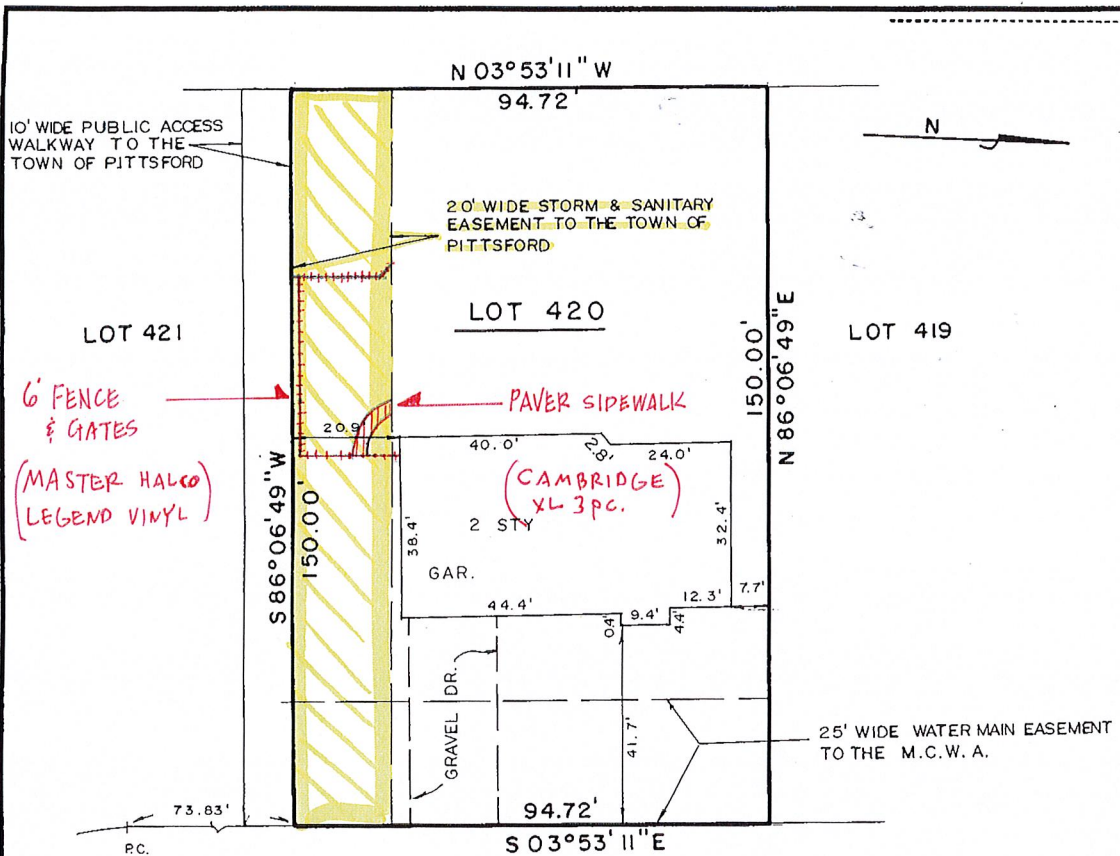 N 03°53'11" W
94.72'
10' WIDE PUBLIC ACCESS
WALKWAY TO THE
TOWN OF PITTSFORD
N
20' WIDE STORM & SANITARY
EASEMENT TO THE TOWN OF
PITTSFORD
LOT 421
LOT 420
LOT 419
150.00'
N 86°06'49" E
6' FENCE
& GATES
(MASTER HALCO
LEGEND VINYL)
PAVER SIDEWALK
20.9
40.0'
2.8'
24.0'
(CAMBRIDGE
XL 3 PC.)
2 STY
S 86°06'49" W
150.00'
38.4'
32.4'
GAR.
44.4'
0.4'
9.4'
4.4'
12.3'
7.7'
GRAVEL DR.
41.7'
25' WIDE WATER MAIN EASEMENT
TO THE M.C.W.A.
73.83'
P.C.
94.72'
S 03°53'11" E